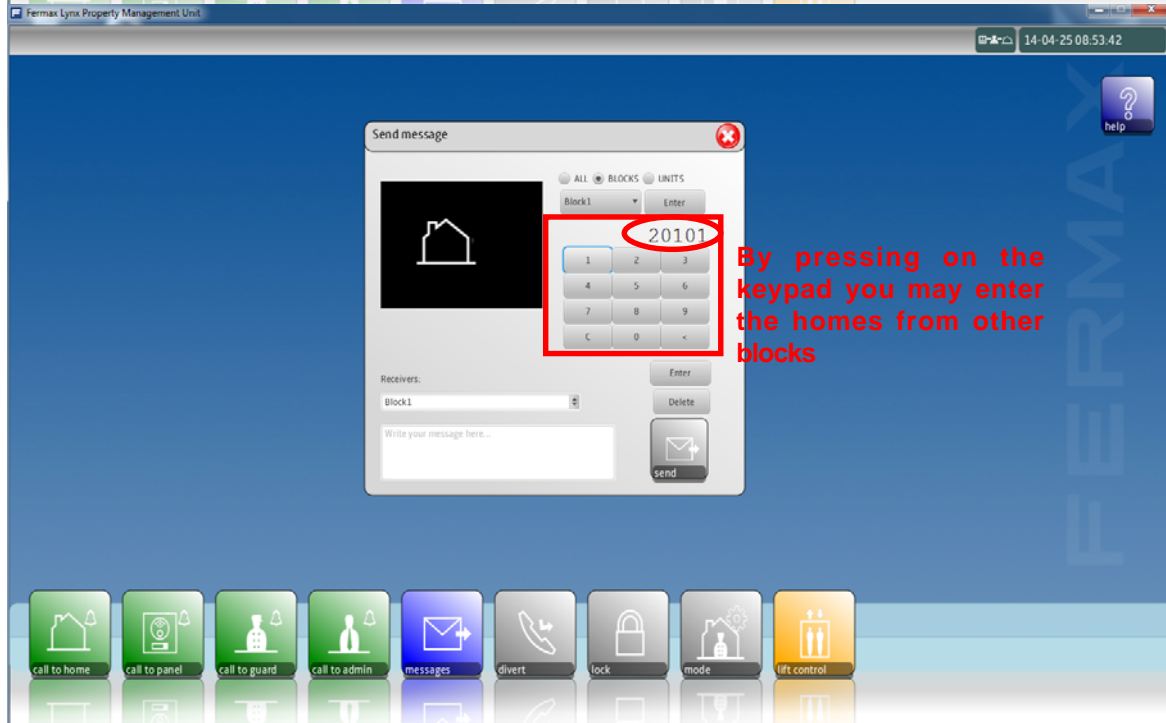 Fermax Lynx Property Management Unit
14-04-25 08:53:42
help
Send message
ALL BLOCKS UNITS
Block1 Enter
20101
1 2 3
4 5 6
7 8 9
C 0 <
By pressing on the
keypad you may enter
the homes from other
blocks
Receivers:
Enter
Block1
Delete
Write your message here...
send
FERMAX
call to home call to panel call to guard call to admin messages divert lock mode lift control